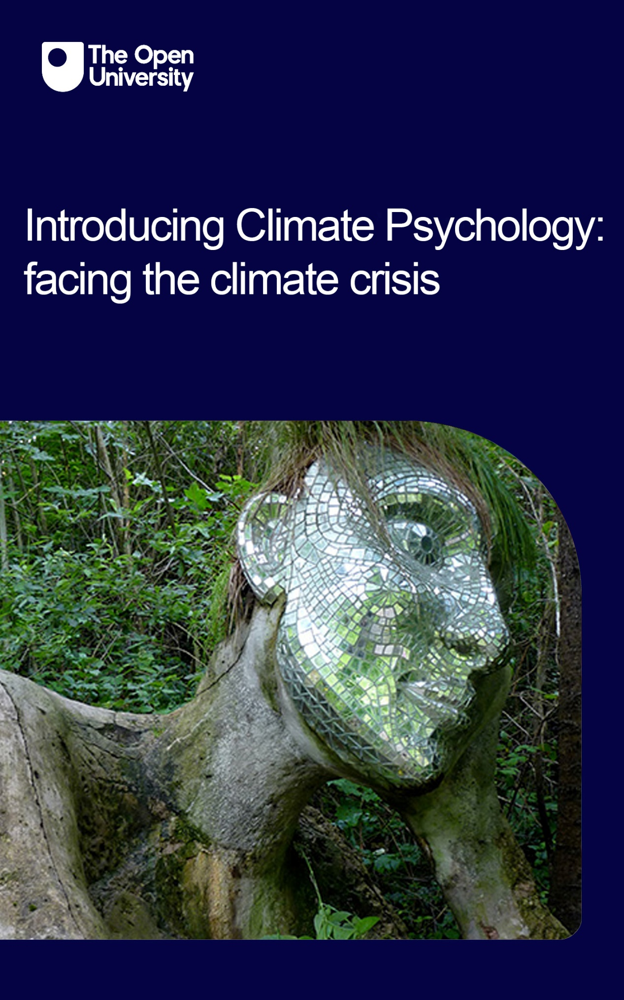 The Open
University
Introducing Climate Psychology:
facing the climate crisis